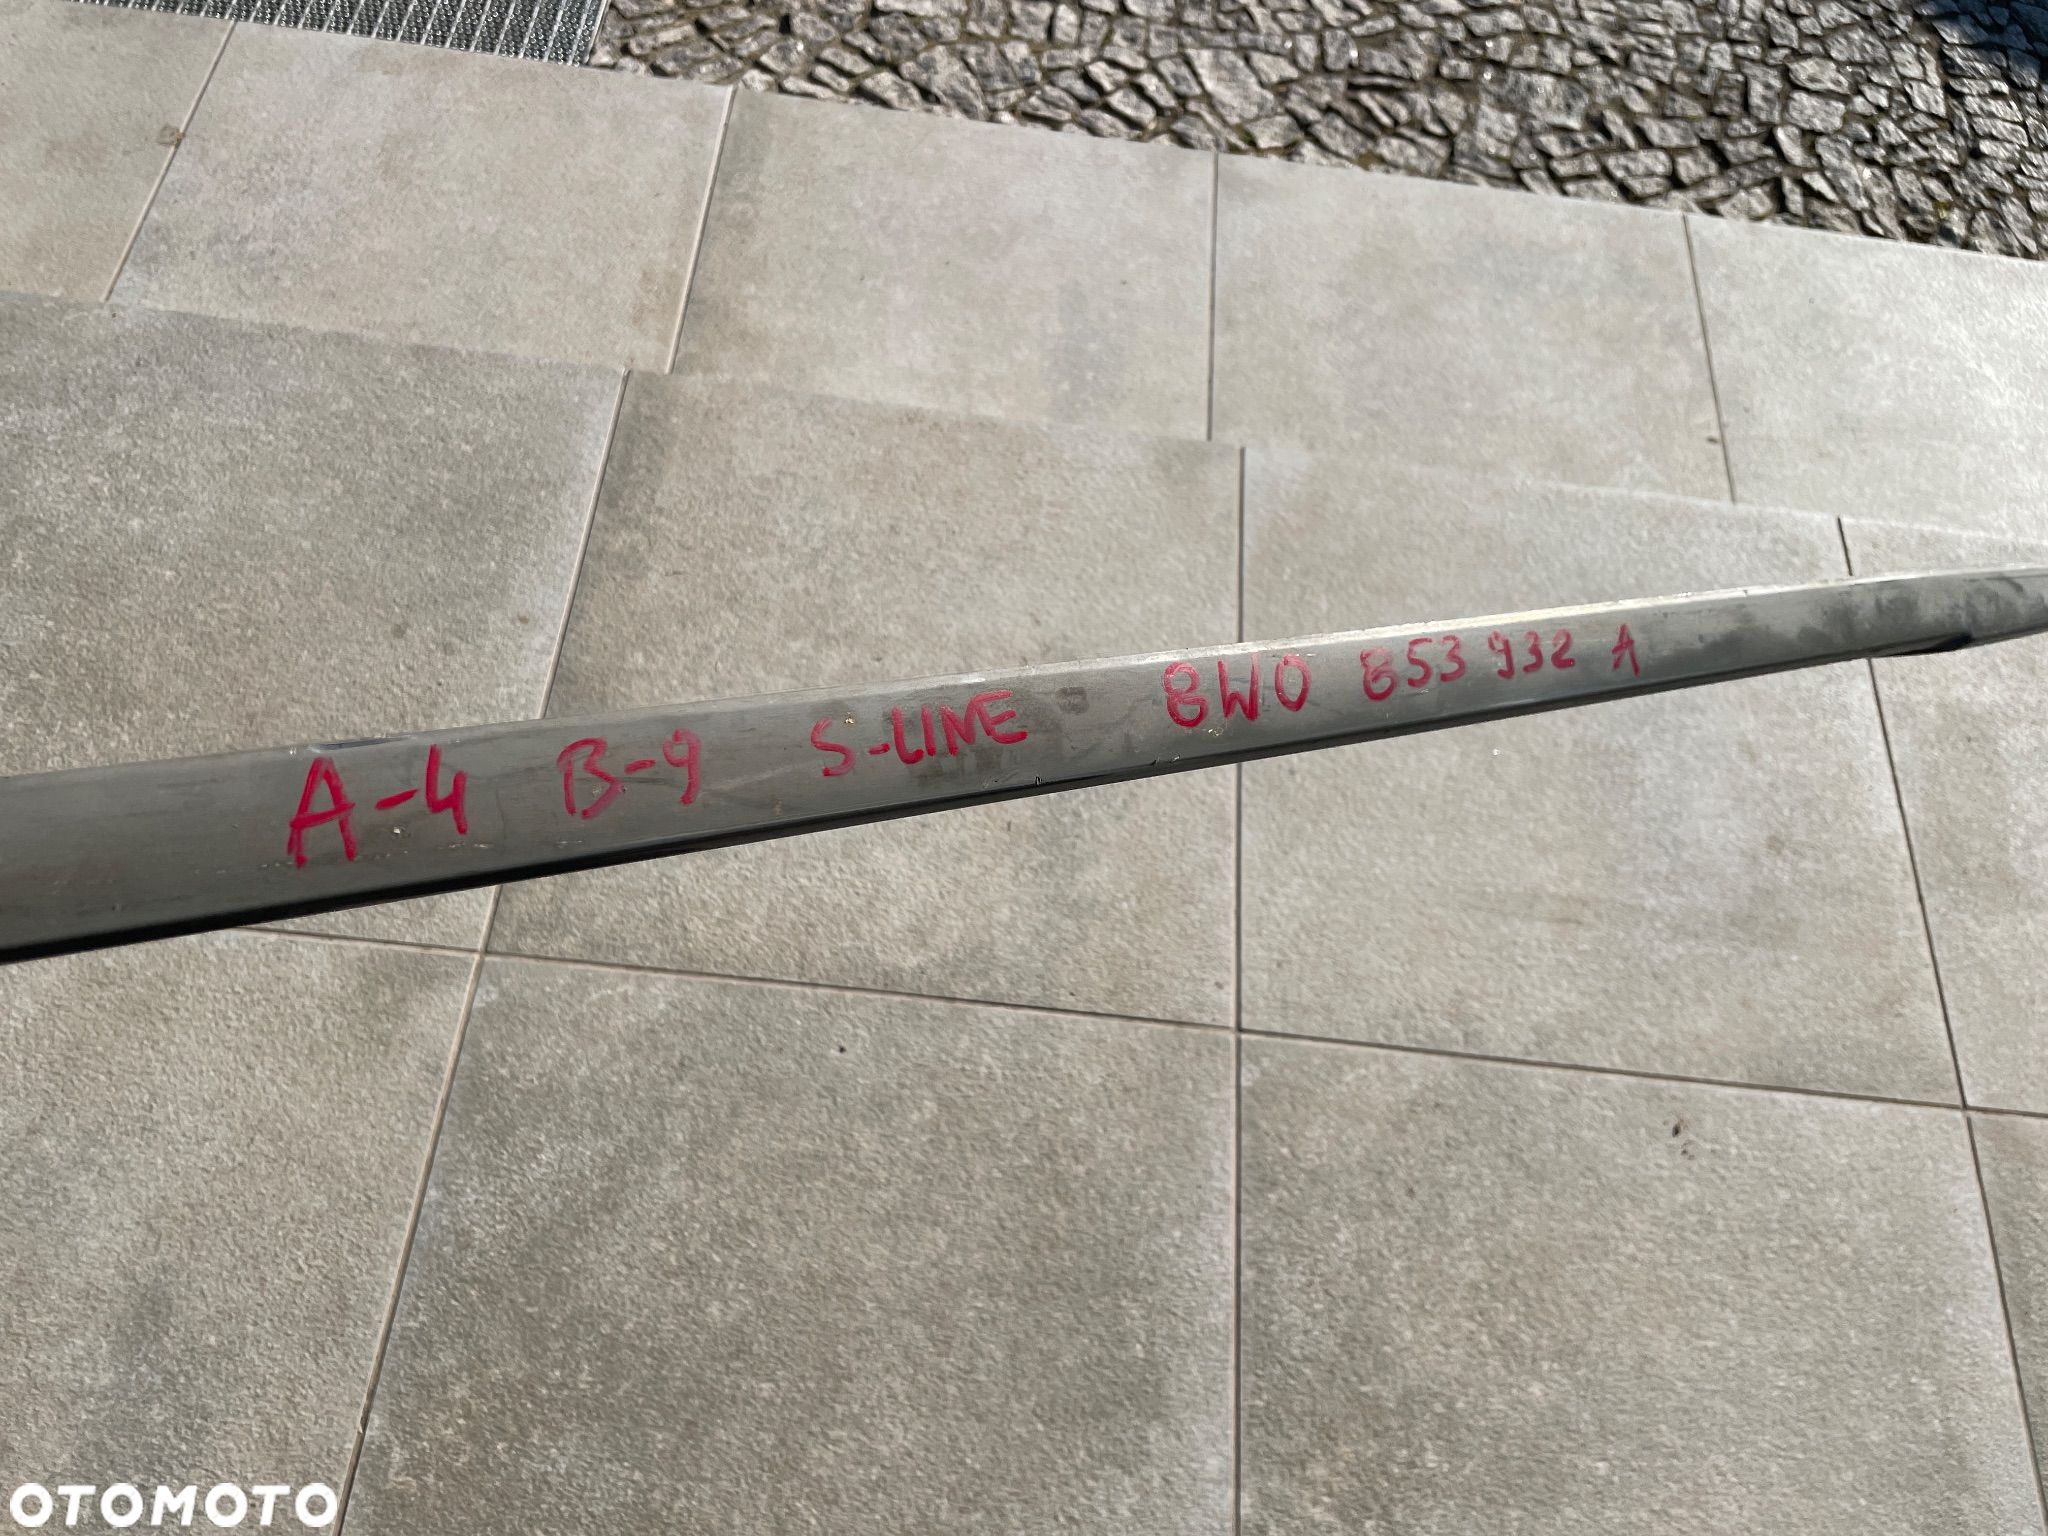 A-4 B-9 S-LINE 8W0 853 932 A
OTOMOTO